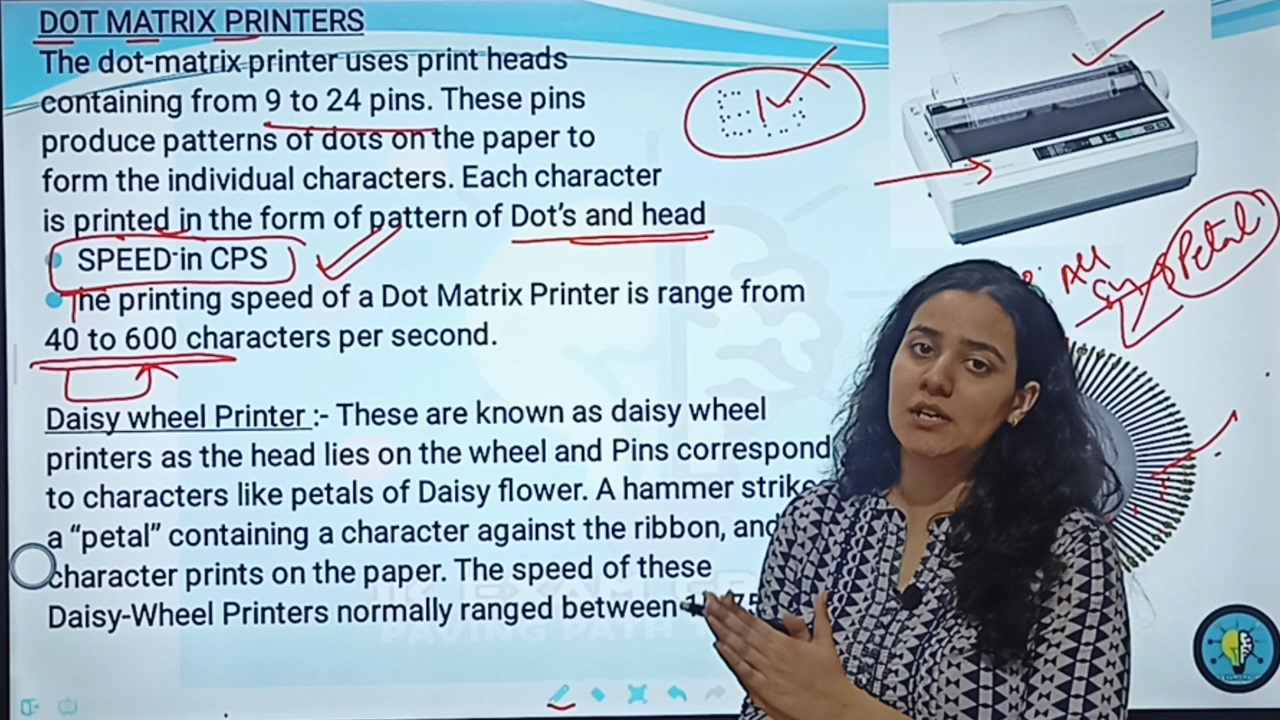 DOT MATRIX PRINTERS
The dot-matrix printer uses print heads
containing from 9 to 24 pins. These pins
produce patterns of dots on the paper to
form the individual characters. Each character
is printed in the form of pattern of Dot's and head
SPEED in CPS
The printing speed of a Dot Matrix Printer is range from
40 to 600 characters per second.
All
Petal
Daisy wheel Printer :- These are known as daisy wheel
printers as the head lies on the wheel and Pins correspond
to characters like petals of Daisy flower. A hammer strike
a “petal” containing a character against the ribbon, and
character prints on the paper. The speed of these
Daisy-Wheel Printers normally ranged between